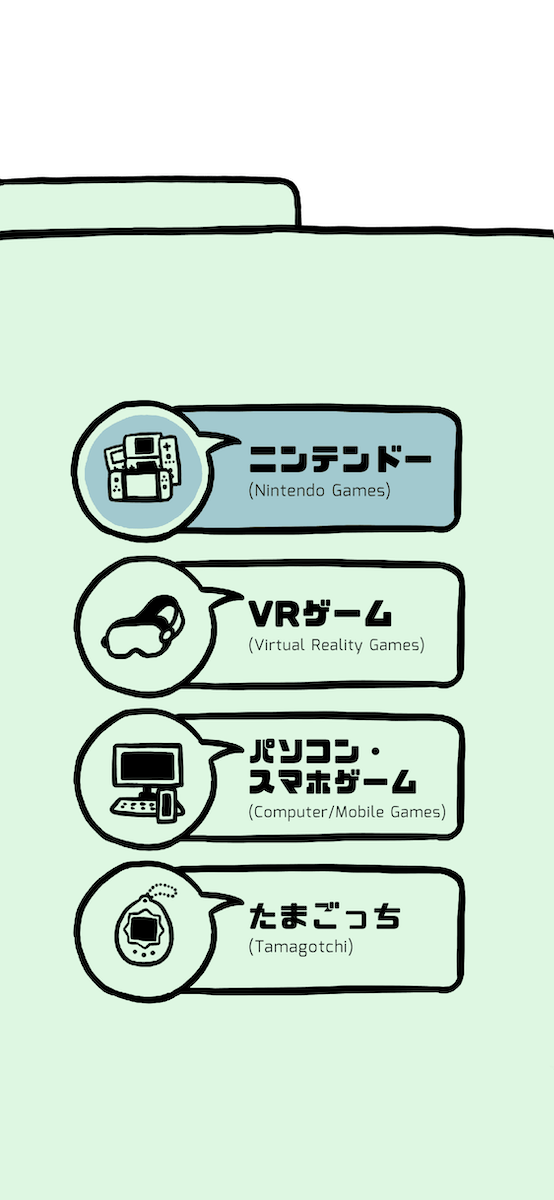 ニンテンドー
(Nintendo Games)
VRゲーム
(Virtual Reality Games)
パソコン・
スマホゲーム
(Computer/Mobile Games)
たまごっち
(Tamagotchi)